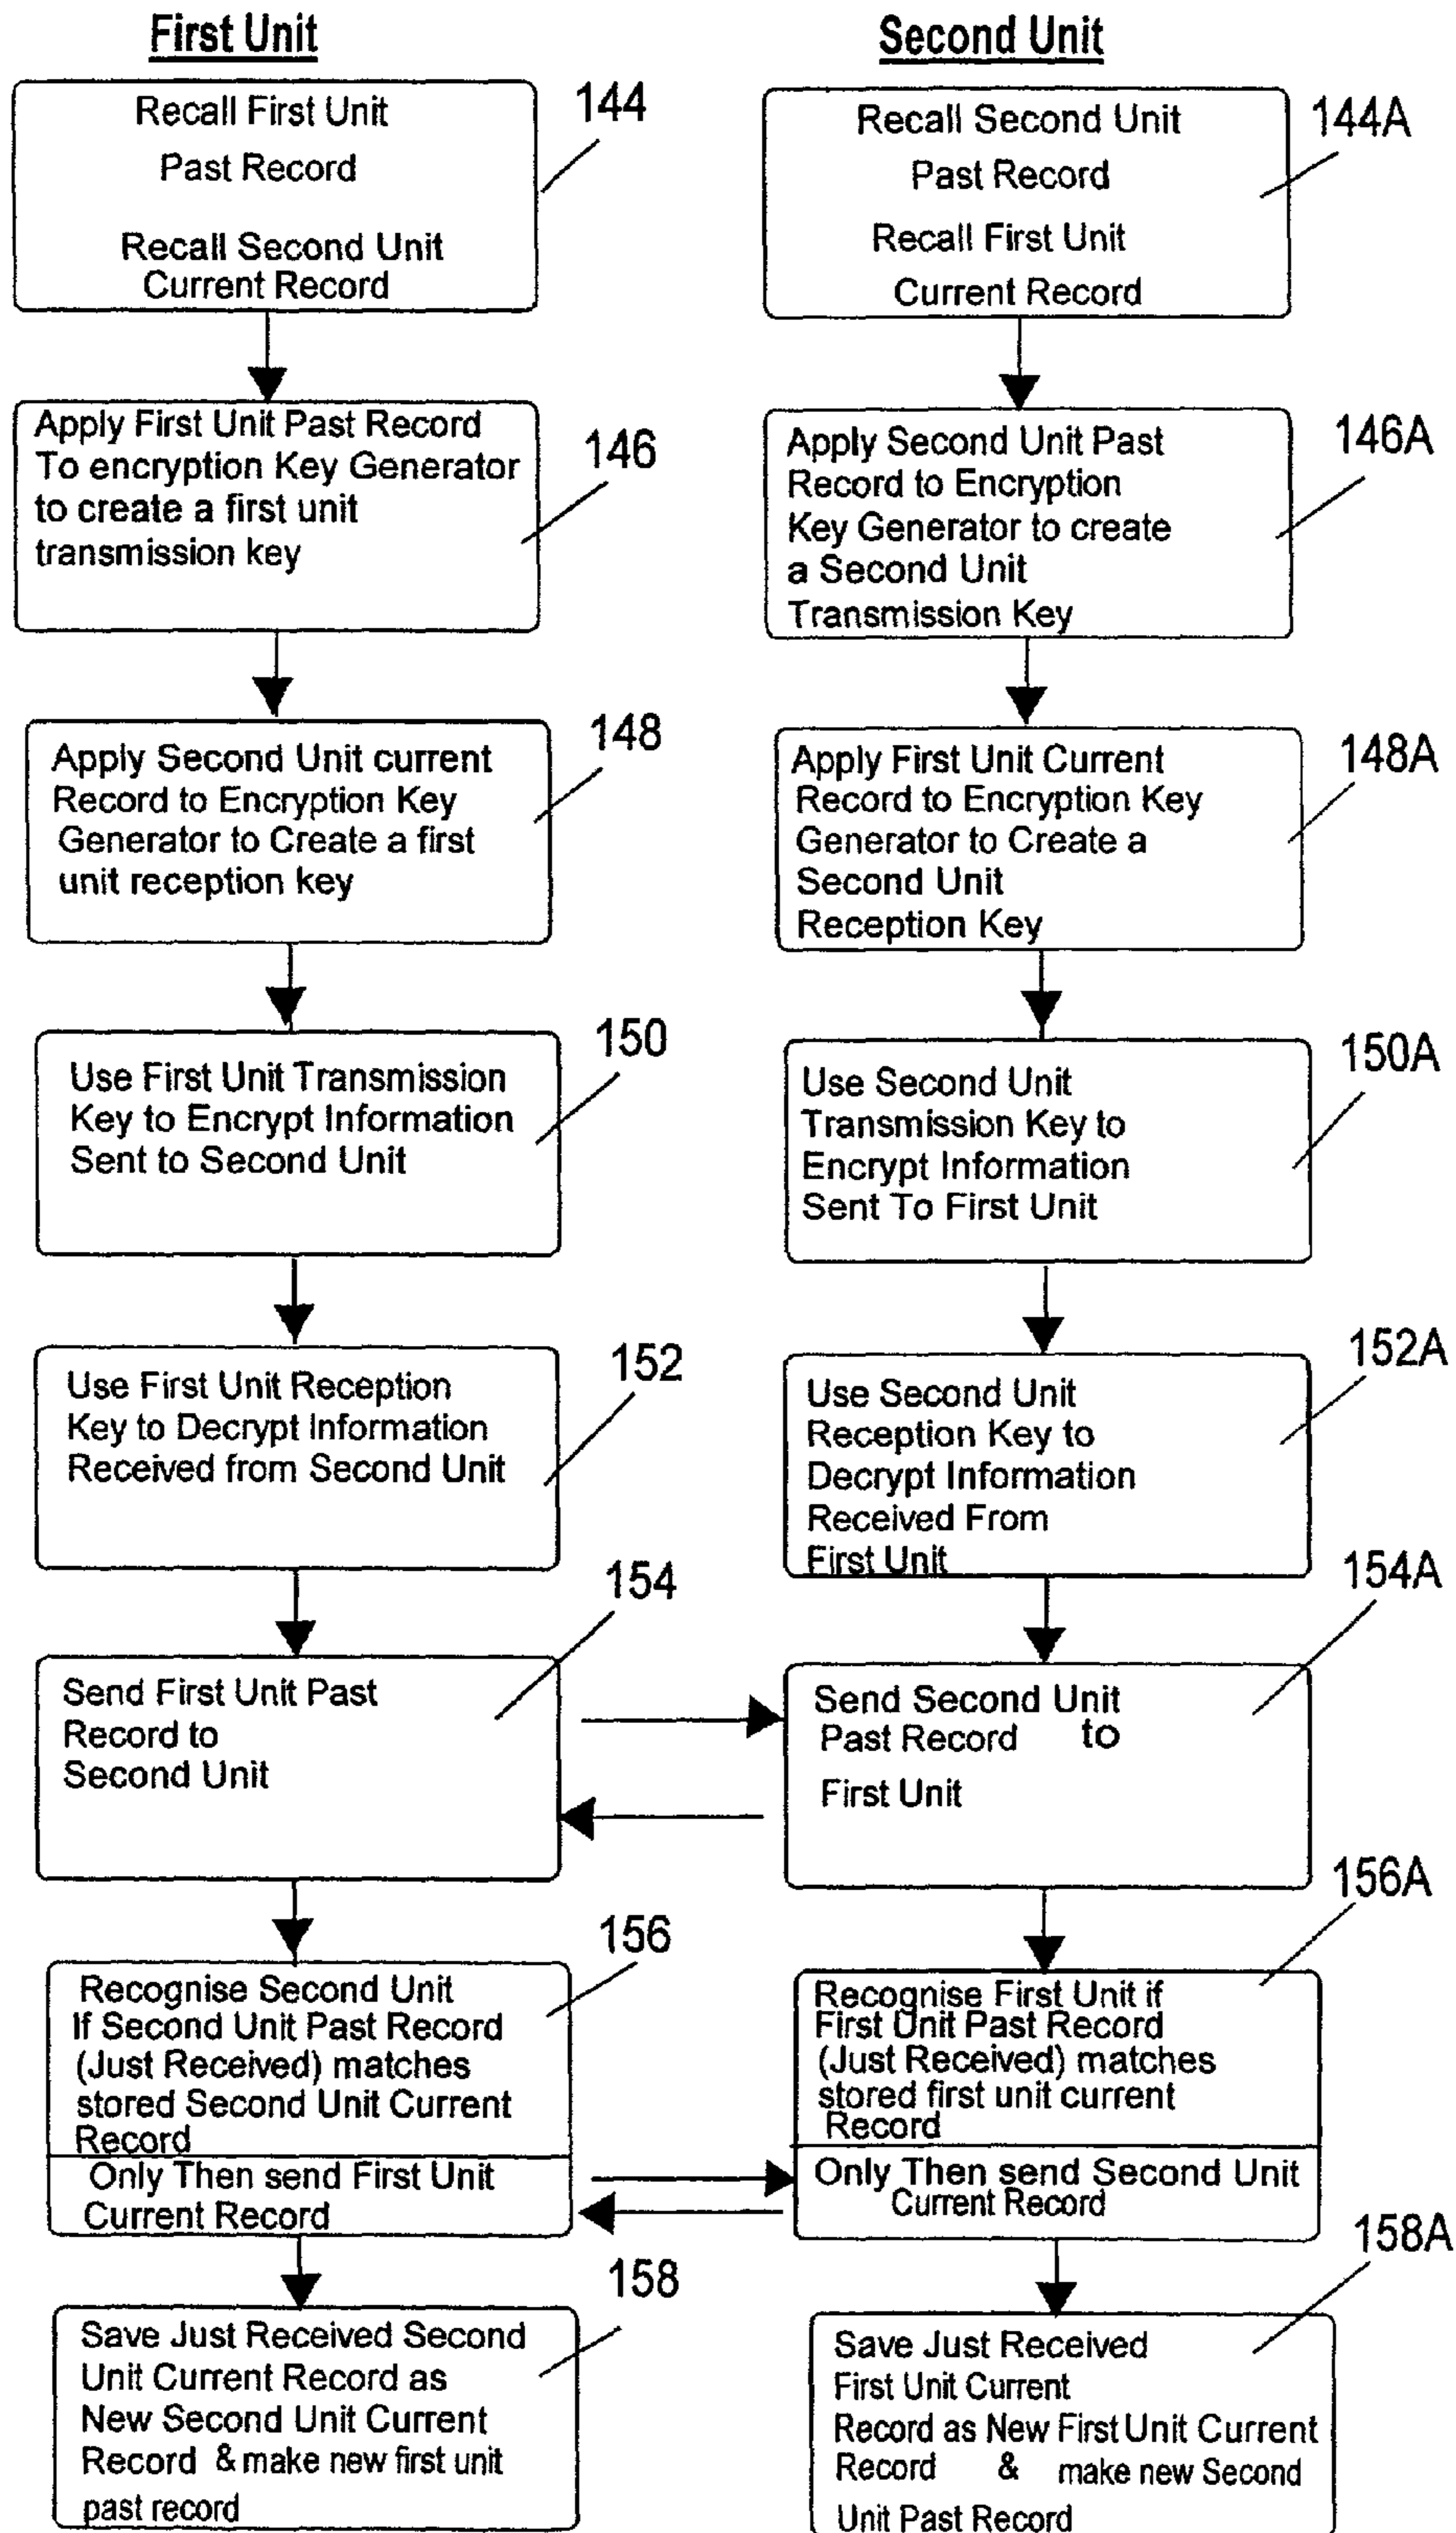 First Unit
Recall First Unit
Past Record
Recall Second Unit
Current Record
144
Apply First Unit Past Record
To encryption Key Generator
to create a first unit
transmission key
146
Apply Second Unit current
Record to Encryption Key
Generator to Create a first
unit reception key
148
Use First Unit Transmission
Key to Encrypt Information
Sent to Second Unit
150
Use First Unit Reception
Key to Decrypt Information
Received from Second Unit
152
Send First Unit Past
Record to
Second Unit
154
Recognise Second Unit
If Second Unit Past Record
(Just Received) matches
stored Second Unit Current
Record
Only Then send First Unit
Current Record
156
Save Just Received Second
Unit Current Record as
New Second Unit Current
Record & make new first unit
past record
158
Second Unit
Recall Second Unit
Past Record
Recall First Unit
Current Record
144A
Apply Second Unit Past
Record to Encryption
Key Generator to create
a Second Unit
Transmission Key
146A
Apply First Unit Current
Record to Encryption Key
Generator to Create a
Second Unit
Reception Key
148A
Use Second Unit
Transmission Key to
Encrypt Information
Sent To First Unit
150A
Use Second Unit
Reception Key to
Decrypt Information
Received From
First Unit
152A
Send Second Unit
Past Record to
First Unit
154A
Recognise First Unit if
First Unit Past Record
(Just Received) matches
stored first unit current
Record
Only Then send Second Unit
Current Record
156A
Save Just Received
First Unit Current
Record as New First Unit Current
Record & make new Second
Unit Past Record
158A